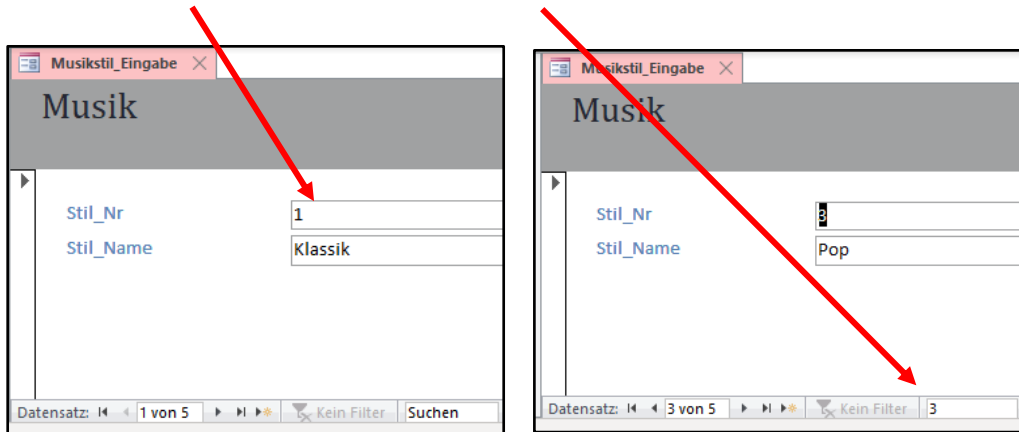 Musikstil_Eingabe
Musik
Stil_Nr
1
Stil_Name
Klassik
Datensatz:
1 von 5
Kein Filter
Suchen
Musikstil_Eingabe
Musik
Stil_Nr
3
Stil_Name
Pop
Datensatz:
3 von 5
Kein Filter
3